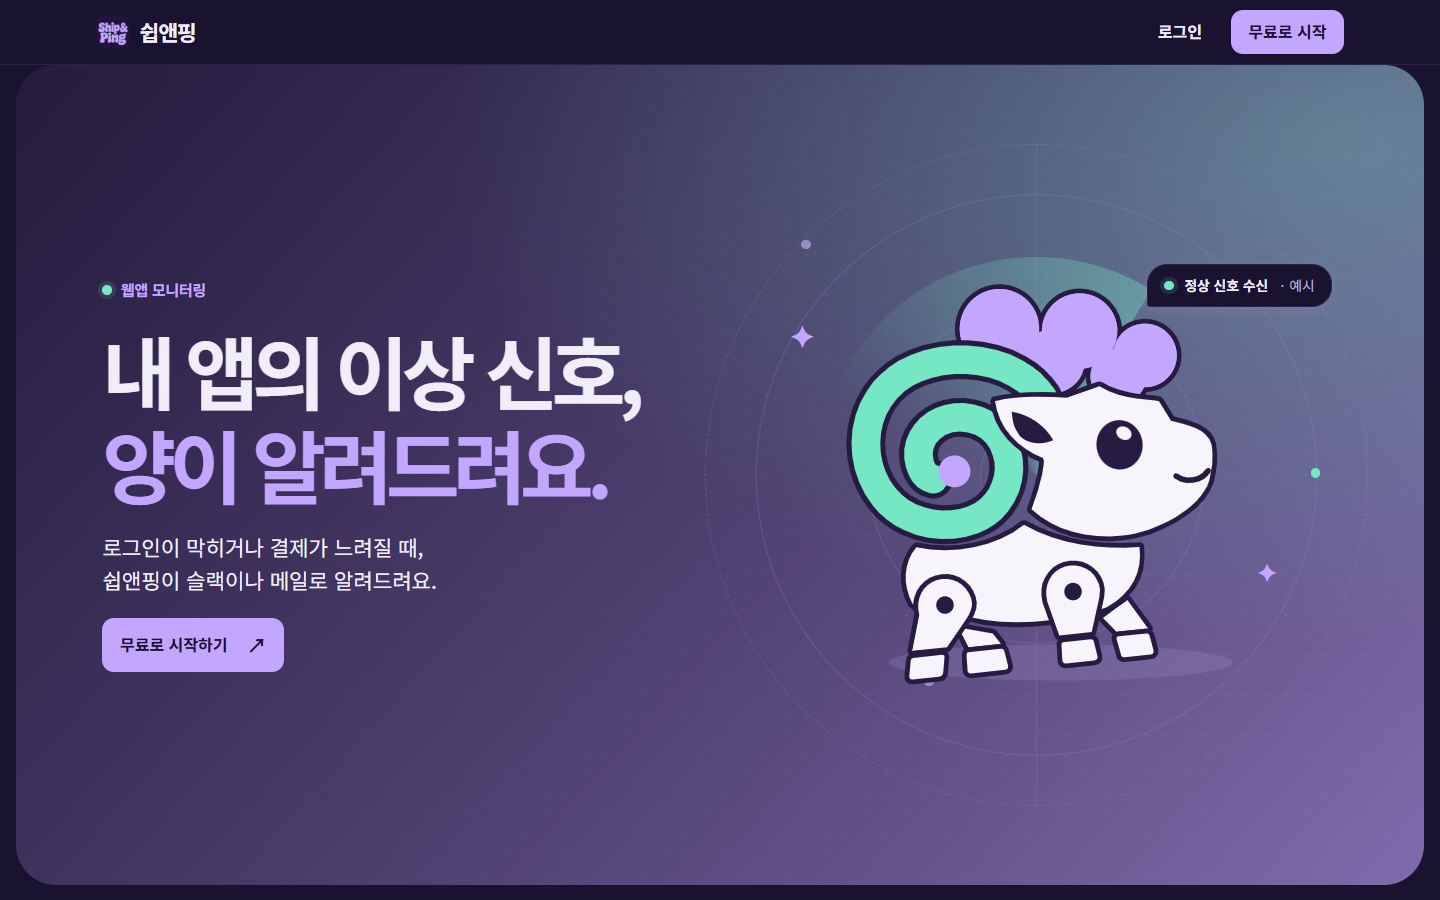 Ship&
Ping
쉽앤핑
로그인
무료로 시작
웹앱 모니터링
내 앱의 이상 신호,
양이 알려드려요.
로그인이 막히거나 결제가 느려질 때,
쉽앤핑이 슬랙이나 메일로 알려드려요.
무료로 시작하기 ↗
정상 신호 수신 · 예시